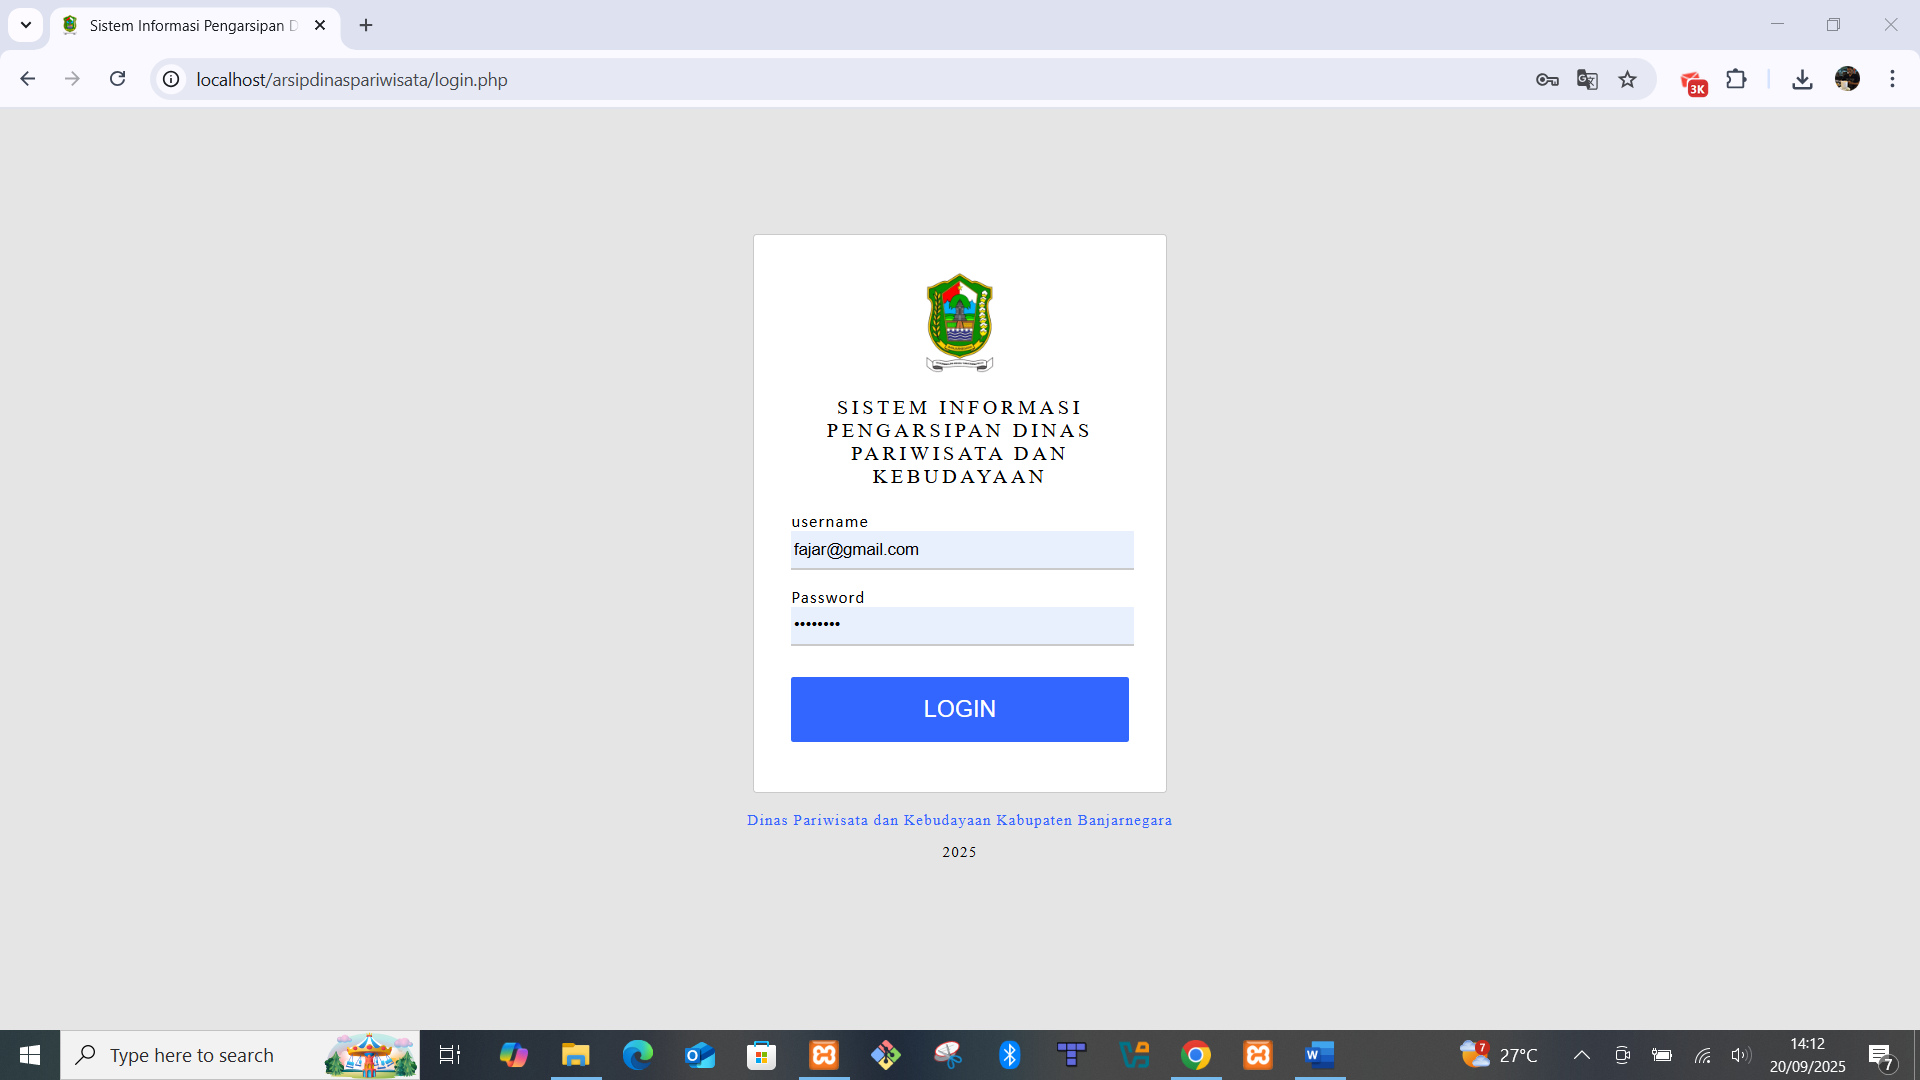 Sistem Informasi Pengarsipan D
localhost/arsipdinaspariwisata/login.php
3K
SISTEM INFORMASI
PENGARSIPAN DINAS
PARIWISATA DAN
KEBUDAYAAN
username
fajar@gmail.com
Password
••••••••
LOGIN
Dinas Pariwisata dan Kebudayaan Kabupaten Banjarnegara
2025
Type here to search
7
27°C
14:12
20/09/2025
7